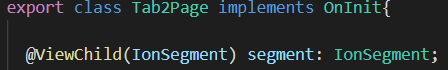 export class Tab2Page implements OnInit{
@ViewChild(IonSegment) segment: IonSegment;